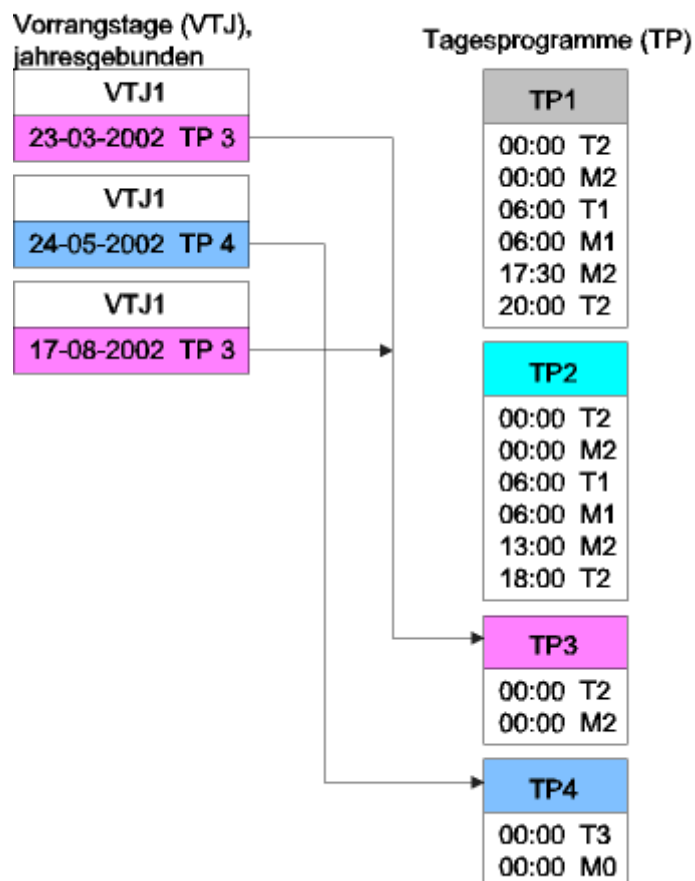 Vorrangstage (VTJ),
jahresgebunden
VTJ1
23-03-2002 TP 3
VTJ1
24-05-2002 TP 4
VTJ1
17-08-2002 TP 3
Tagesprogramme (TP)
TP1
00:00 T2
00:00 M2
06:00 T1
06:00 M1
17:30 M2
20:00 T2
TP2
00:00 T2
00:00 M2
06:00 T1
06:00 M1
13:00 M2
18:00 T2
TP3
00:00 T2
00:00 M2
TP4
00:00 T3
00:00 M0